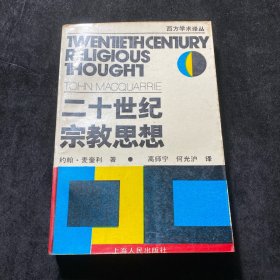 西方学术译丛
TWENTIETH CENTURY
RELIGIOUS
THOUGHT
JOHN MACQUARRIE
二十世纪
宗教思想
约翰·麦奎利 著 ● 高师宁 何光沪 译
上海人民出版社